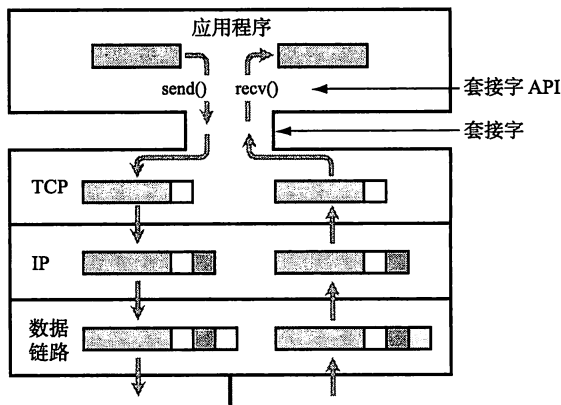 应用程序
send()
recv()
套接字 API
套接字
TCP
IP
数据
链路